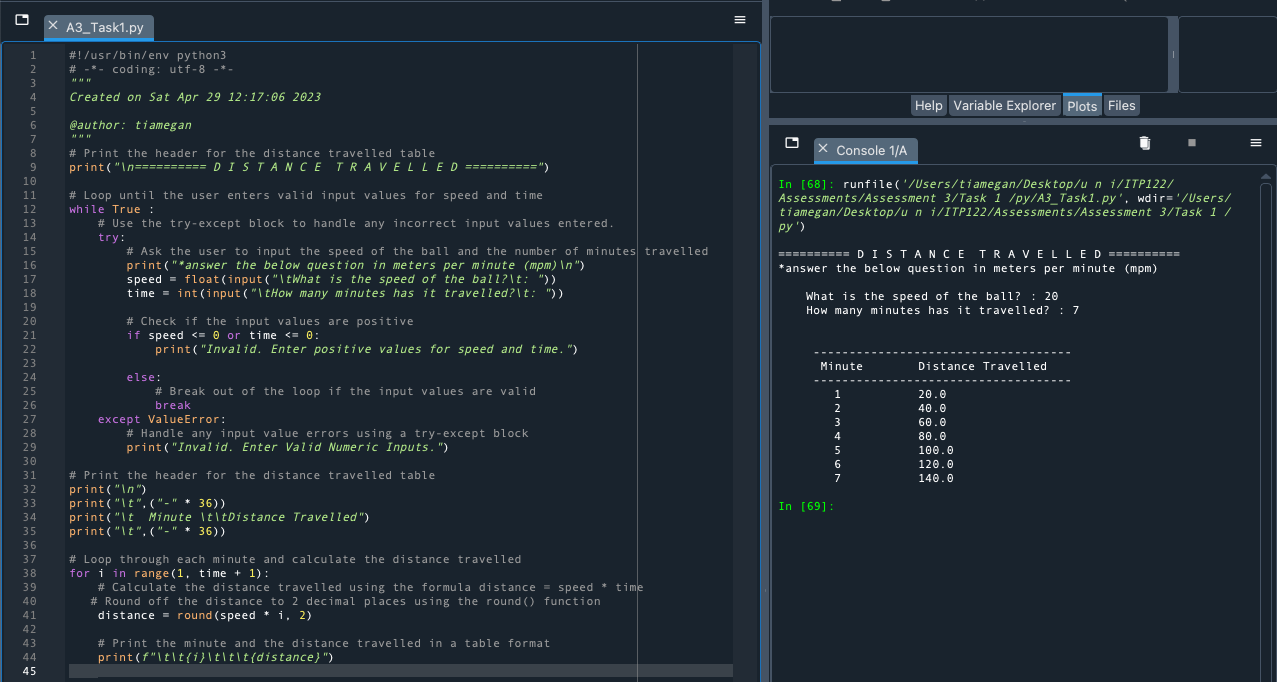 A3_Task1.py
1 #!/usr/bin/env python3
2 # -*- coding: utf-8 -*-
3 """
4 Created on Sat Apr 29 12:17:06 2023
5
6 @author: tiamegan
7 """
8 # Print the header for the distance travelled table
9 print("\n========== D I S T A N C E  T R A V E L L E D ==========")
10
11 # Loop until the user enters valid input values for speed and time
12 while True :
13     # Use the try-except block to handle any incorrect input values entered.
14     try:
15         # Ask the user to input the speed of the ball and the number of minutes travelled
16         print("*answer the below question in meters per minute (mpm)\n")
17         speed = float(input("\tWhat is the speed of the ball?\t: "))
18         time = int(input("\tHow many minutes has it travelled?\t: "))
19
20         # Check if the input values are positive
21         if speed <= 0 or time <= 0:
22             print("Invalid. Enter positive values for speed and time.")
23
24         else:
25             # Break out of the loop if the input values are valid
26             break
27     except ValueError:
28         # Handle any input value errors using a try-except block
29         print("Invalid. Enter Valid Numeric Inputs.")
30
31 # Print the header for the distance travelled table
32 print("\n")
33 print("\t",("-" * 36))
34 print("\t  Minute \t\tDistance Travelled")
35 print("\t",("-" * 36))
36
37 # Loop through each minute and calculate the distance travelled
38 for i in range(1, time + 1):
39     # Calculate the distance travelled using the formula distance = speed * time
40    # Round off the distance to 2 decimal places using the round() function
41     distance = round(speed * i, 2)
42
43     # Print the minute and the distance travelled in a table format
44     print(f"\t\t{i}\t\t\t{distance}")
45
Help Variable Explorer Plots Files
Console 1/A
In [68]: runfile('/Users/tiamegan/Desktop/u n i/ITP122/
Assessments/Assessment 3/Task 1 /py/A3_Task1.py', wdir='/Users/
tiamegan/Desktop/u n i/ITP122/Assessments/Assessment 3/Task 1 /
py')
========== D I S T A N C E  T R A V E L L E D ==========
*answer the below question in meters per minute (mpm)
What is the speed of the ball? : 20
How many minutes has it travelled? : 7
------------------------------------
Minute Distance Travelled
------------------------------------
1 20.0
2 40.0
3 60.0
4 80.0
5 100.0
6 120.0
7 140.0
In [69]: